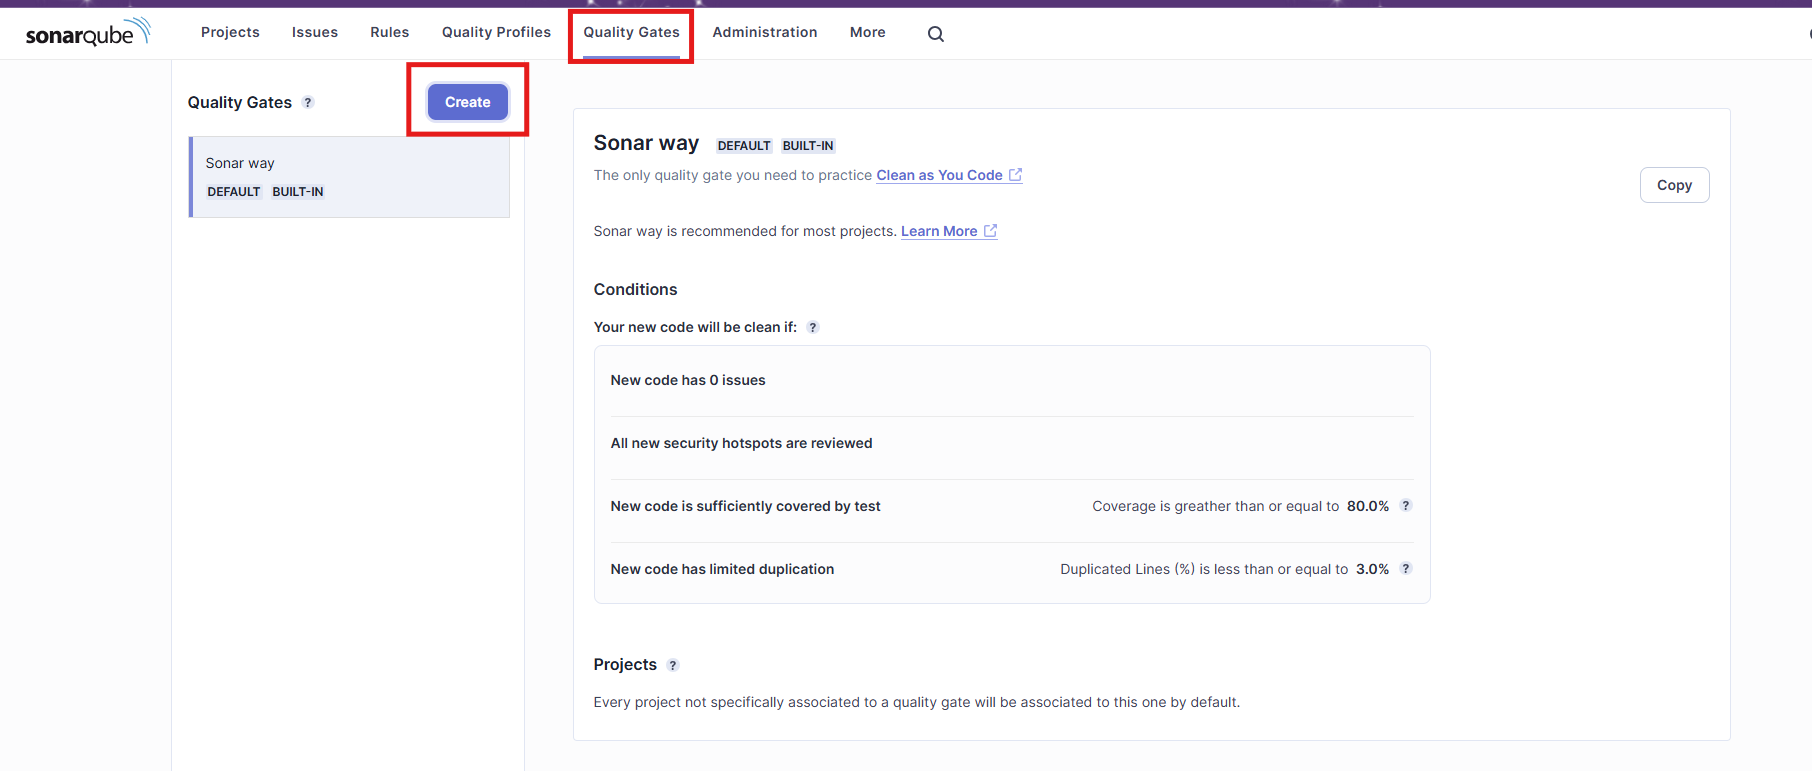 sonarqube
Projects Issues Rules Quality Profiles Quality Gates Administration More
Quality Gates ? Create
Sonar way
DEFAULT BUILT-IN
Sonar way DEFAULT BUILT-IN
The only quality gate you need to practice Clean as You Code
Copy
Sonar way is recommended for most projects. Learn More
Conditions
Your new code will be clean if: ?
New code has 0 issues
All new security hotspots are reviewed
New code is sufficiently covered by test Coverage is greather than or equal to 80.0% ?
New code has limited duplication Duplicated Lines (%) is less than or equal to 3.0% ?
Projects ?
Every project not specifically associated to a quality gate will be associated to this one by default.